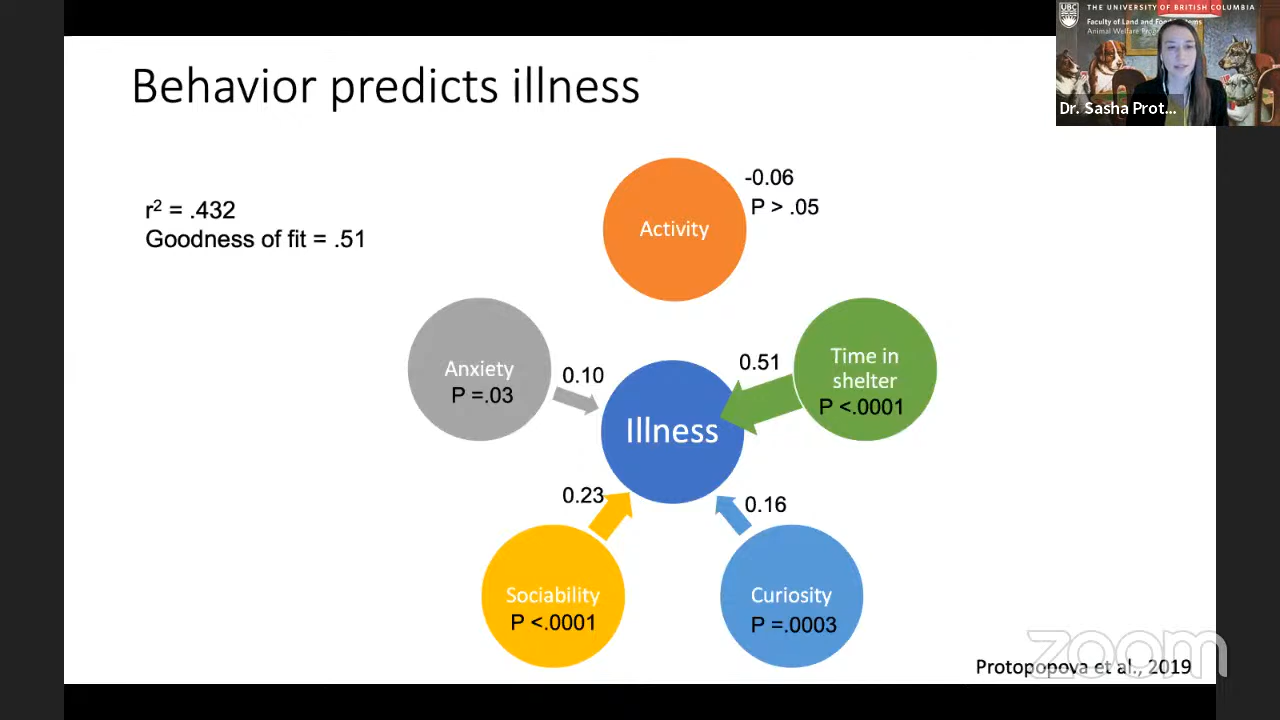 THE UNIVERSITY OF BRITISH COLUMBIA
UBC
Faculty of Land and Food Systems
Animal Welfare
Dr. Sasha Prot...
Behavior predicts illness
r² = .432
Goodness of fit = .51
Activity
-0.06
P > .05
Anxiety
P =.03
0.10
Illness
0.51
Time in
shelter
P <.0001
0.23
Sociability
P <.0001
0.16
Curiosity
P =.0003
Protopopova et al., 2019
zoom